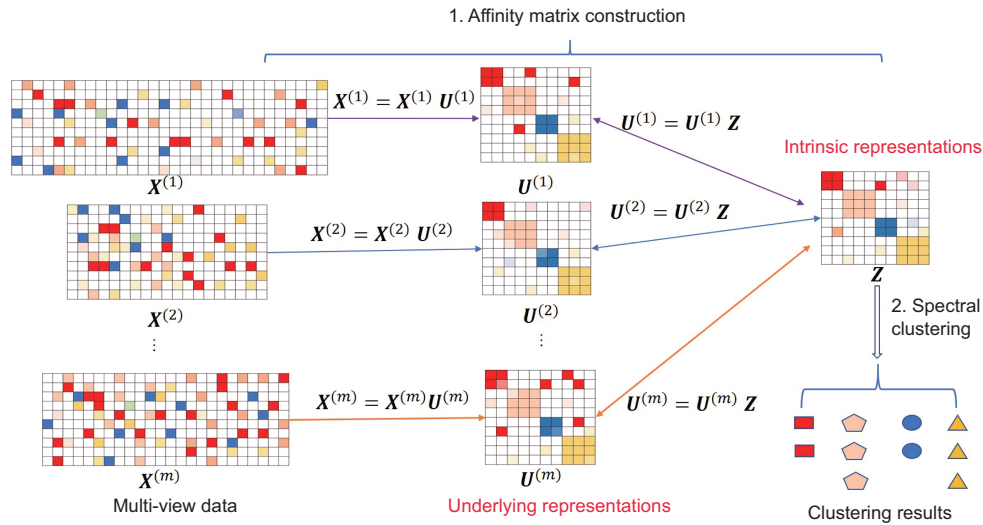 1. Affinity matrix construction
X^(1) = X^(1) U^(1)
U^(1) = U^(1) Z
X^(1)
U^(1)
Intrinsic representations
X^(2) = X^(2) U^(2)
U^(2) = U^(2) Z
Z
X^(2)
U^(2)
⋮
⋮
2. Spectral
clustering
X^(m) = X^(m) U^(m)
U^(m) = U^(m) Z
X^(m)
U^(m)
Multi-view data
Underlying representations
Clustering results